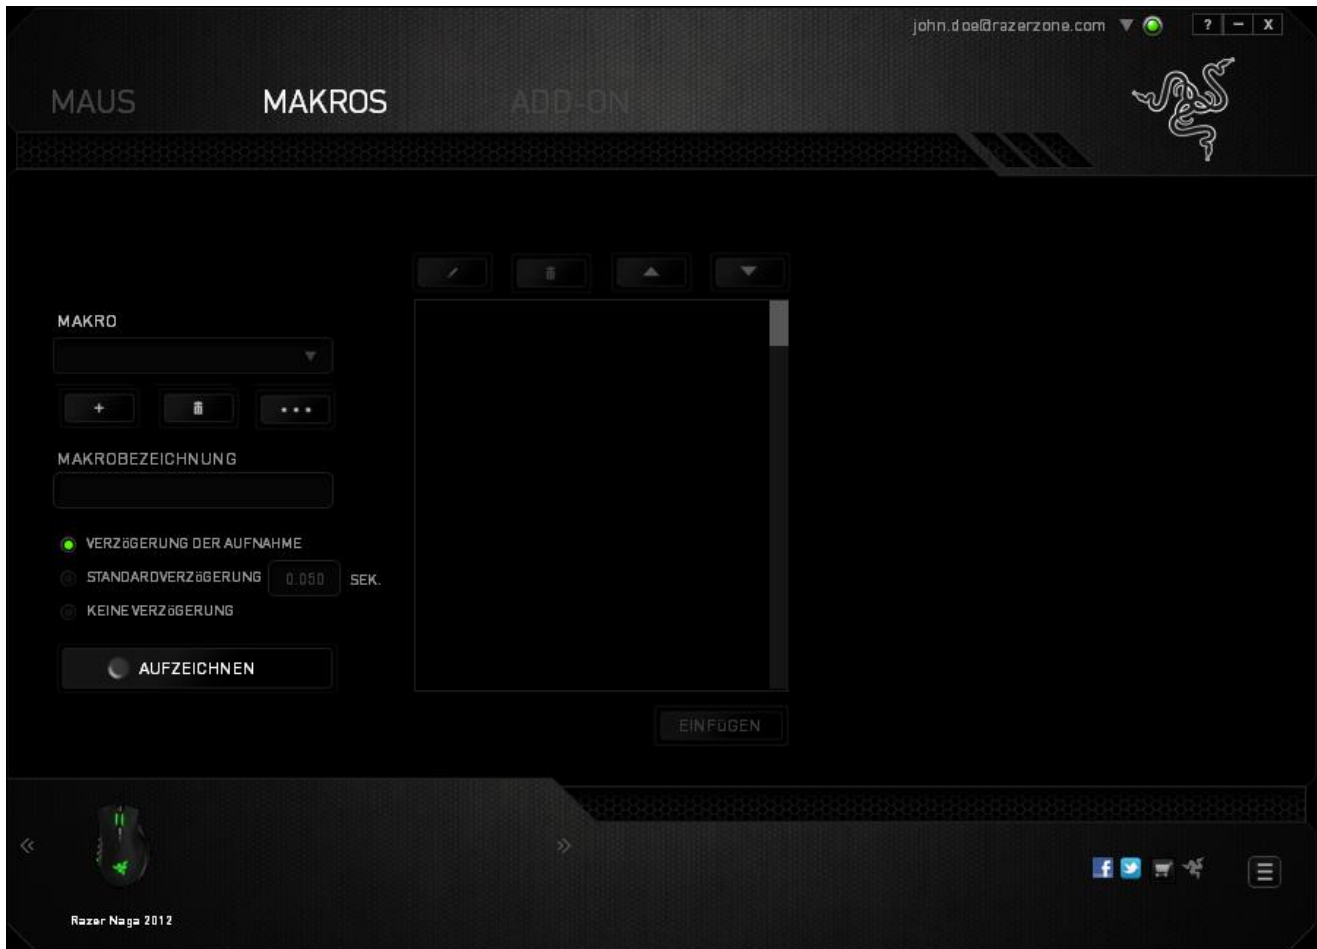 john.doe@razerzone.com
? – X
MAUS MAKROS ADD-ON
MAKRO
MAKROBEZEICHNUNG
VERZöGERUNG DER AUFNAHME
STANDARDVERZöGERUNG 0.050 SEK.
KEINE VERZöGERUNG
AUFZEICHNEN
EINFüGEN
Razer Naga 2012